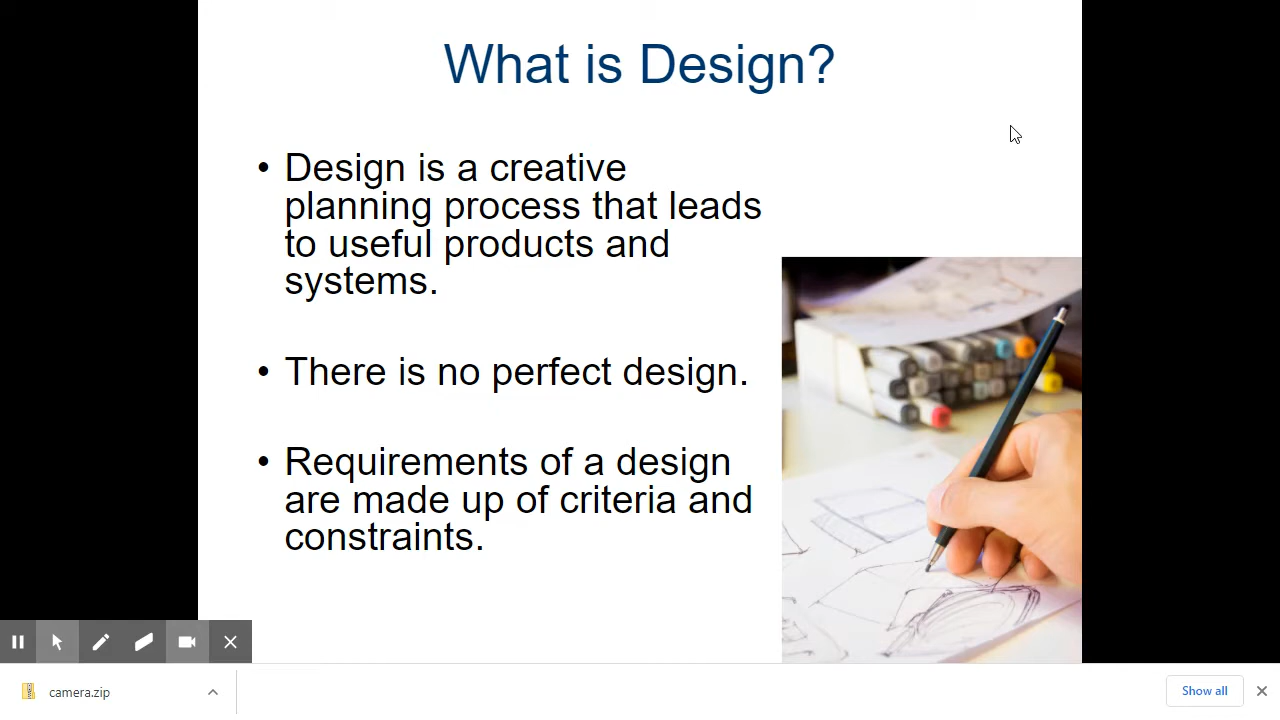 What is Design?
• Design is a creative
planning process that leads
to useful products and
systems.
• There is no perfect design.
• Requirements of a design
are made up of criteria and
constraints.
camera.zip
Show all